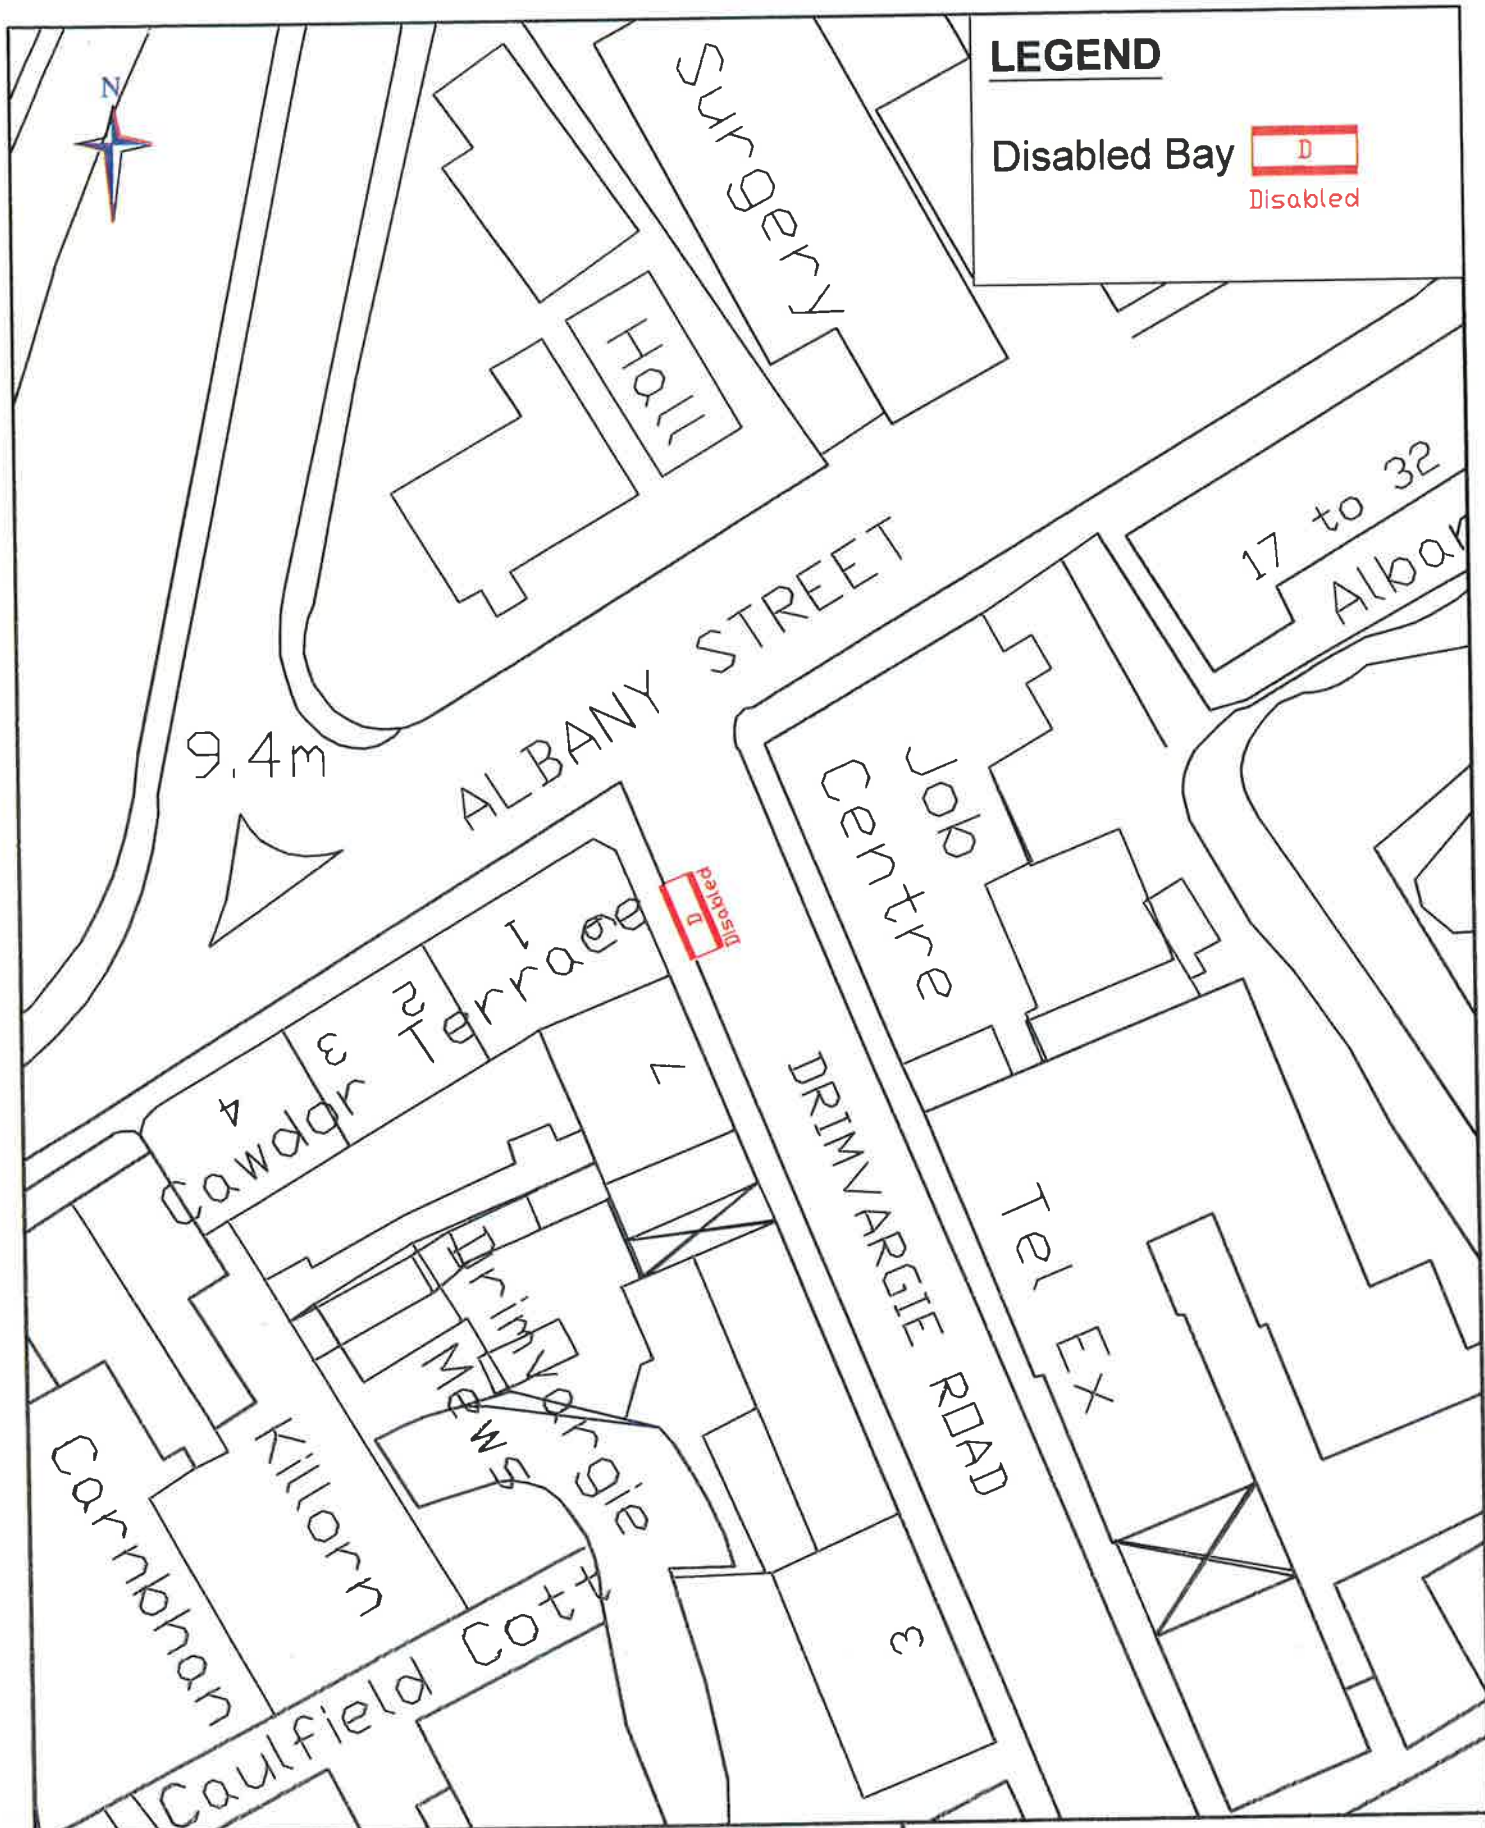 LEGEND
Disabled Bay
D
Disabled
N
Surgery
Hall
17 to 32
ALBANY STREET
9.4m
Job
Centre
Disabled
D
1
2
3
4
Cawdor Terrace
7
DRIMVARGIE ROAD
Tel Ex
Drimvargie
Mews
Killorn
Carnbhan
Caulfield Cott
3